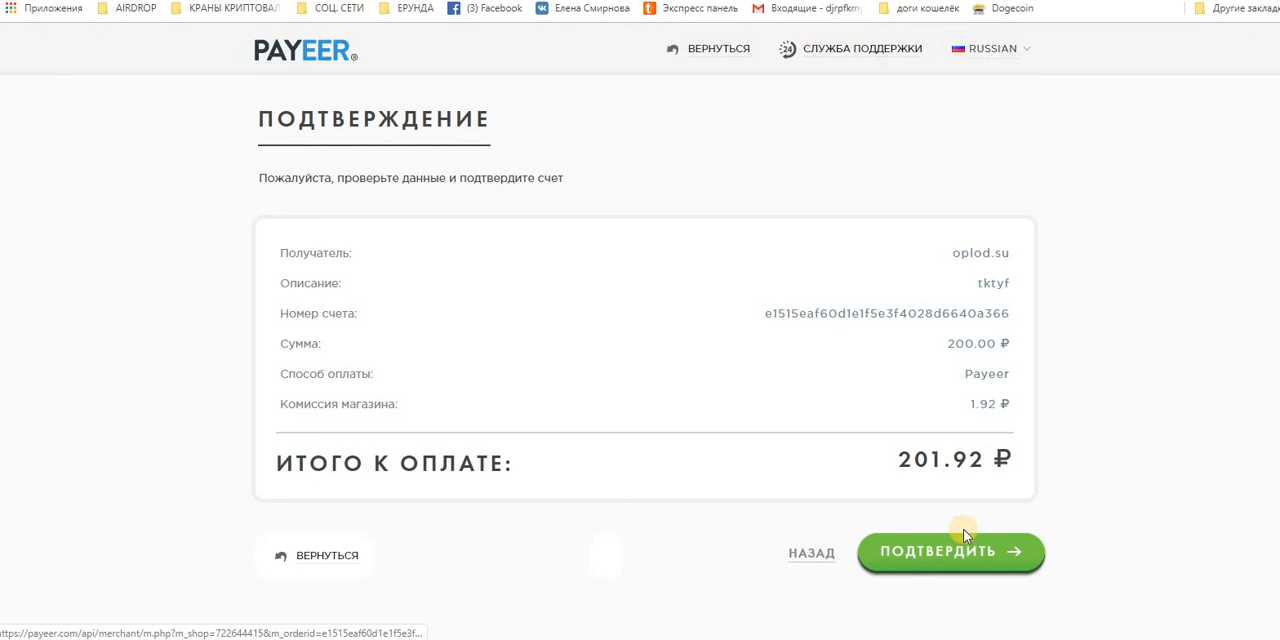 Приложения AIRDROP КРАНЫ КРИПТОВАЛ СОЦ. СЕТИ ЕРУНДА (3) Facebook Елена Смирнова Экспресс панель Входящие - djrpfkmy доги кошелёк Dogecoin Другие заклад
PAYEER® ВЕРНУТЬСЯ 24 СЛУЖБА ПОДДЕРЖКИ RUSSIAN
ПОДТВЕРЖДЕНИЕ
Пожалуйста, проверьте данные и подтвердите счет
Получатель: oplod.su
Описание: tktyf
Номер счета: e1515eaf60d1e1f5e3f4028d6640a366
Сумма: 200.00 ₽
Способ оплаты: Payeer
Комиссия магазина: 1.92 ₽
ИТОГО К ОПЛАТЕ: 201.92 ₽
ВЕРНУТЬСЯ НАЗАД ПОДТВЕРДИТЬ →
https://payeer.com/api/merchant/m.php?m_shop=722644415&m_orderid=e1515eaf60d1e1f5e3f...